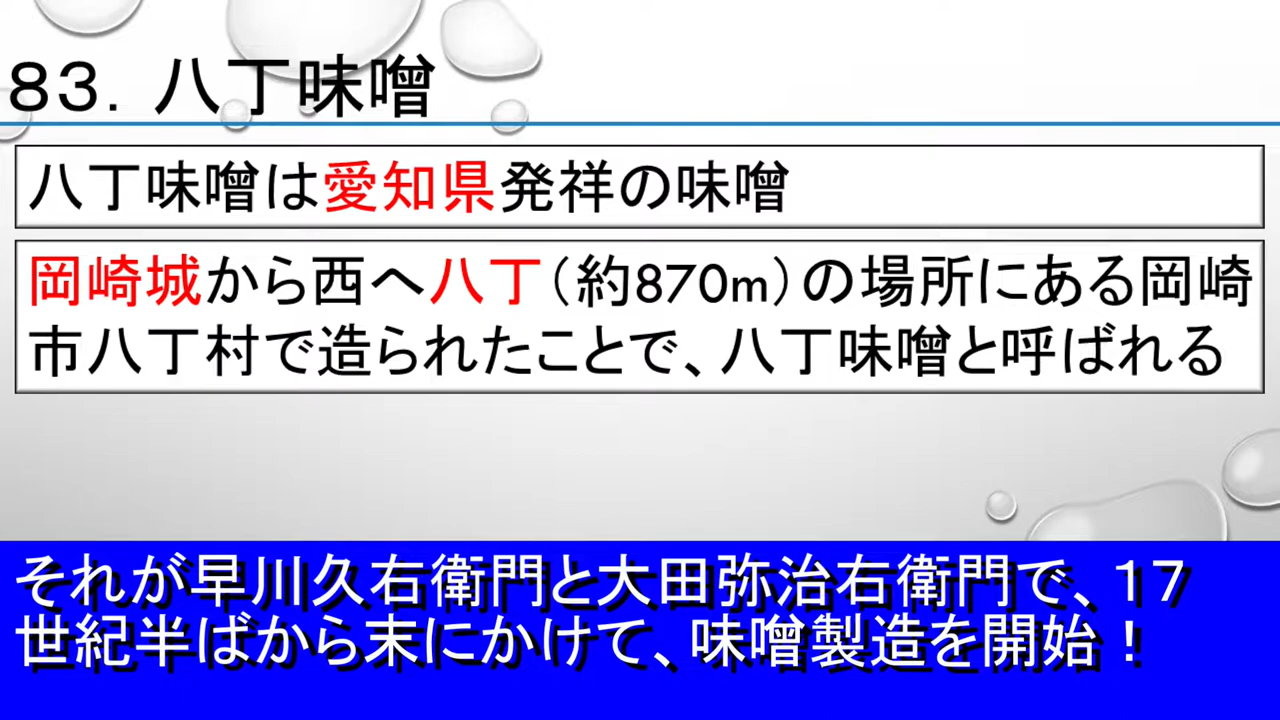 ８３．八丁味噌
八丁味噌は愛知県発祥の味噌
岡崎城から西へ八丁（約870m）の場所にある岡崎
市八丁村で造られたことで、八丁味噌と呼ばれる
それが早川久右衛門と大田弥治右衛門で、１７
世紀半ばから末にかけて、味噌製造を開始！